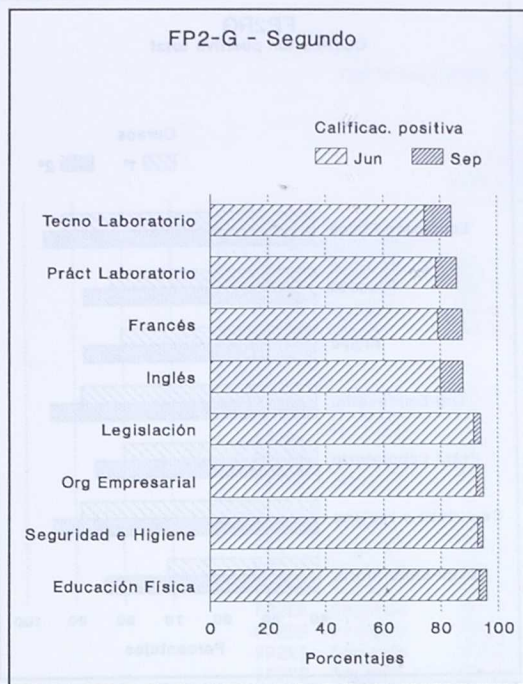 FP2-G - Segundo
Calificac. positiva
Jun Sep
Tecno Laboratorio
Práct Laboratorio
Francés
Inglés
Legislación
Org Empresarial
Seguridad e Higiene
Educación Física
0 20 40 60 80 100
Porcentajes